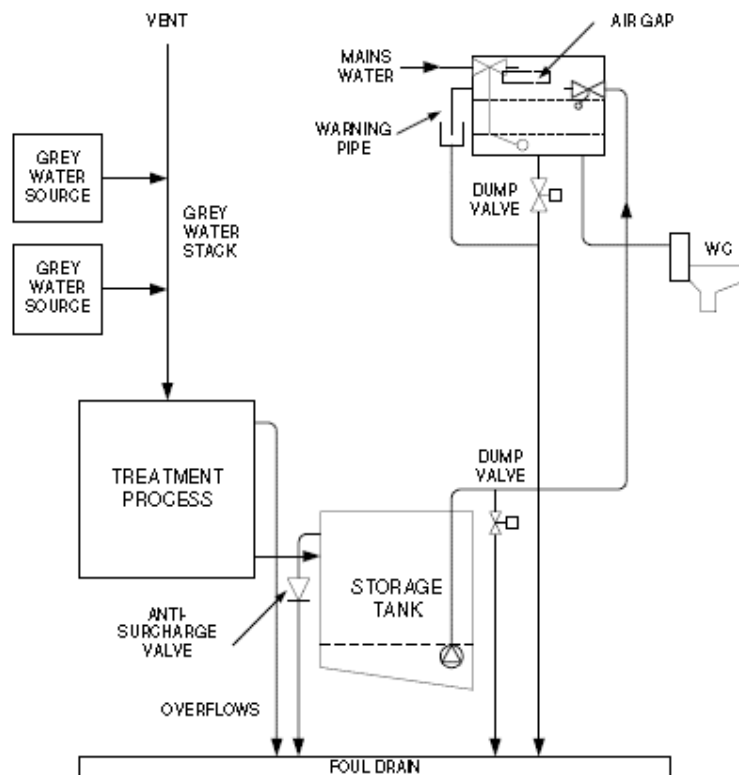 VENT
AIR GAP
MAINS
WATER
WARNING
PIPE
GREY
WATER
SOURCE
DUMP
VALVE
GREY
WATER
STACK
WC
GREY
WATER
SOURCE
TREATMENT
PROCESS
DUMP
VALVE
STORAGE
TANK
ANTI-
SURCHARGE
VALVE
OVERFLOWS
FOUL DRAIN